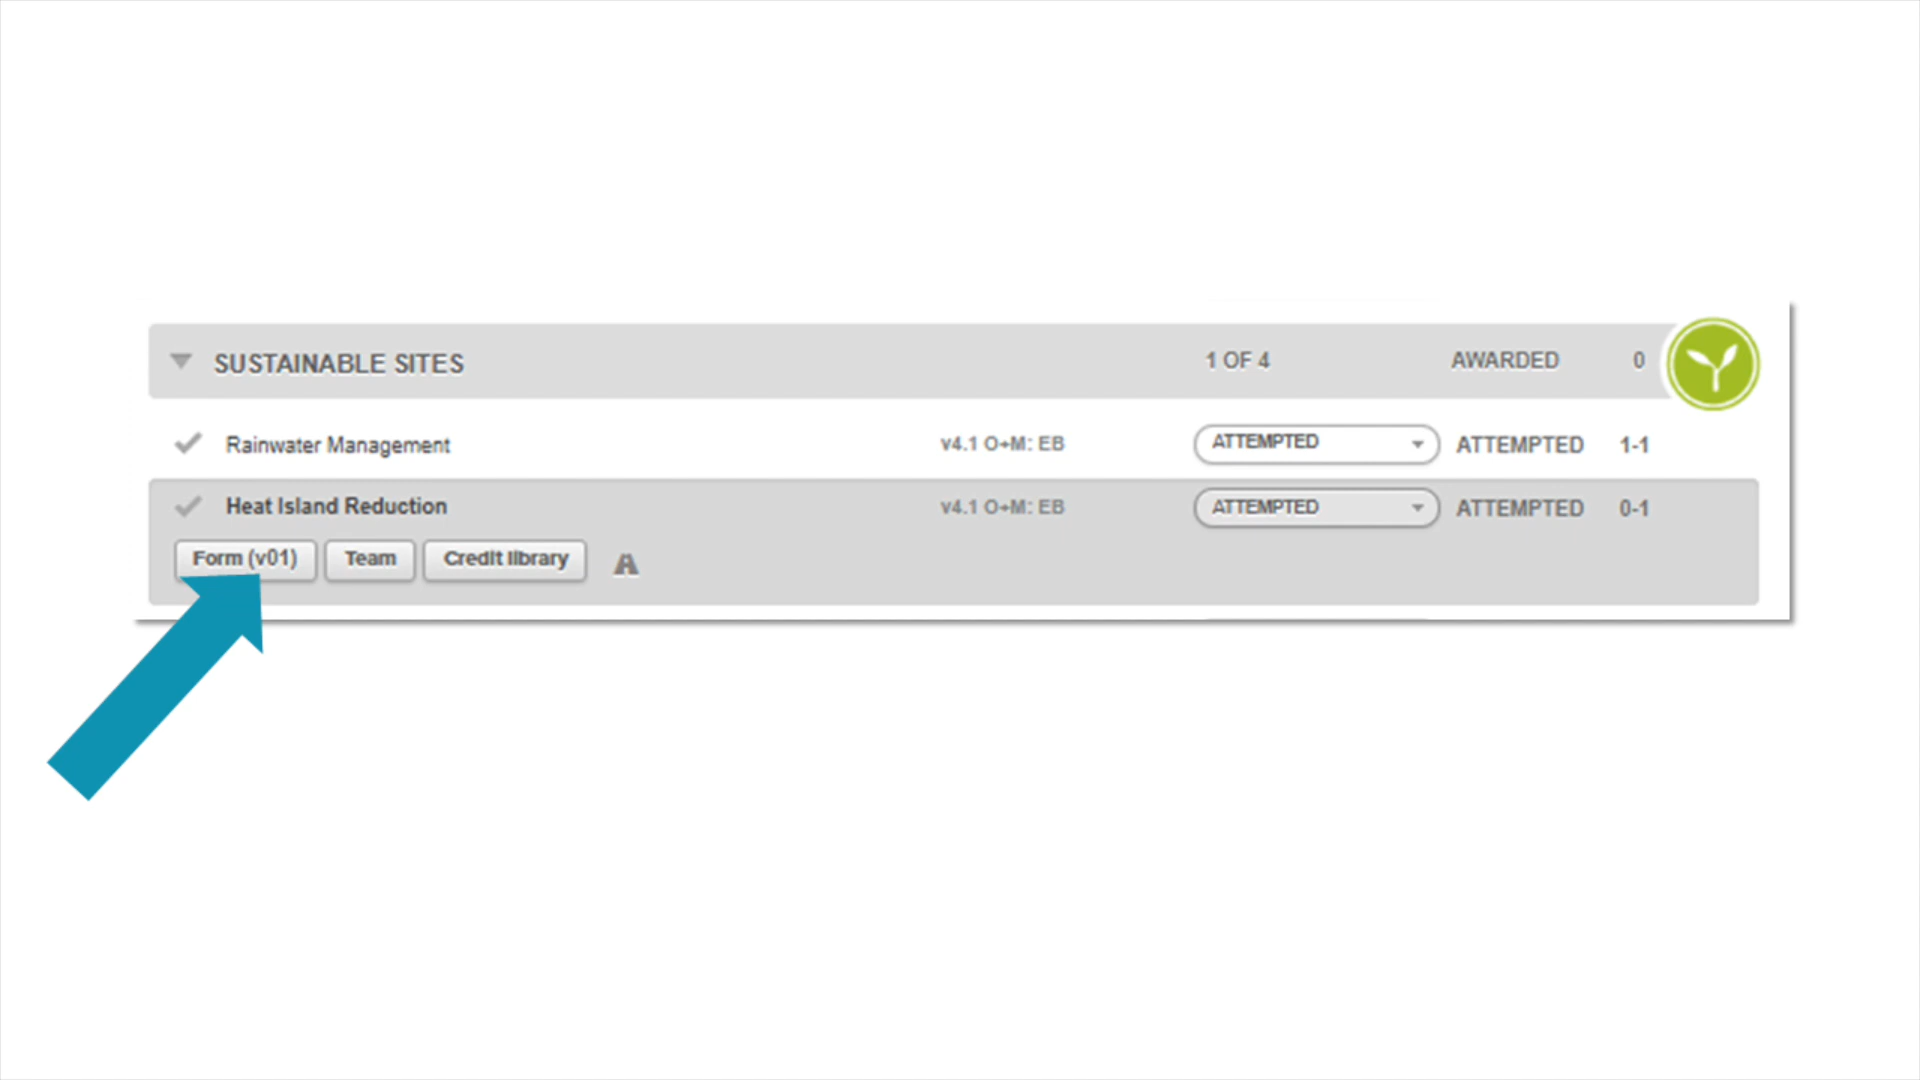 SUSTAINABLE SITES 1 OF 4 AWARDED 0
Rainwater Management v4.1 O+M: EB ATTEMPTED ATTEMPTED 1-1
Heat Island Reduction v4.1 O+M: EB ATTEMPTED ATTEMPTED 0-1
Form (v01) Team Credit library